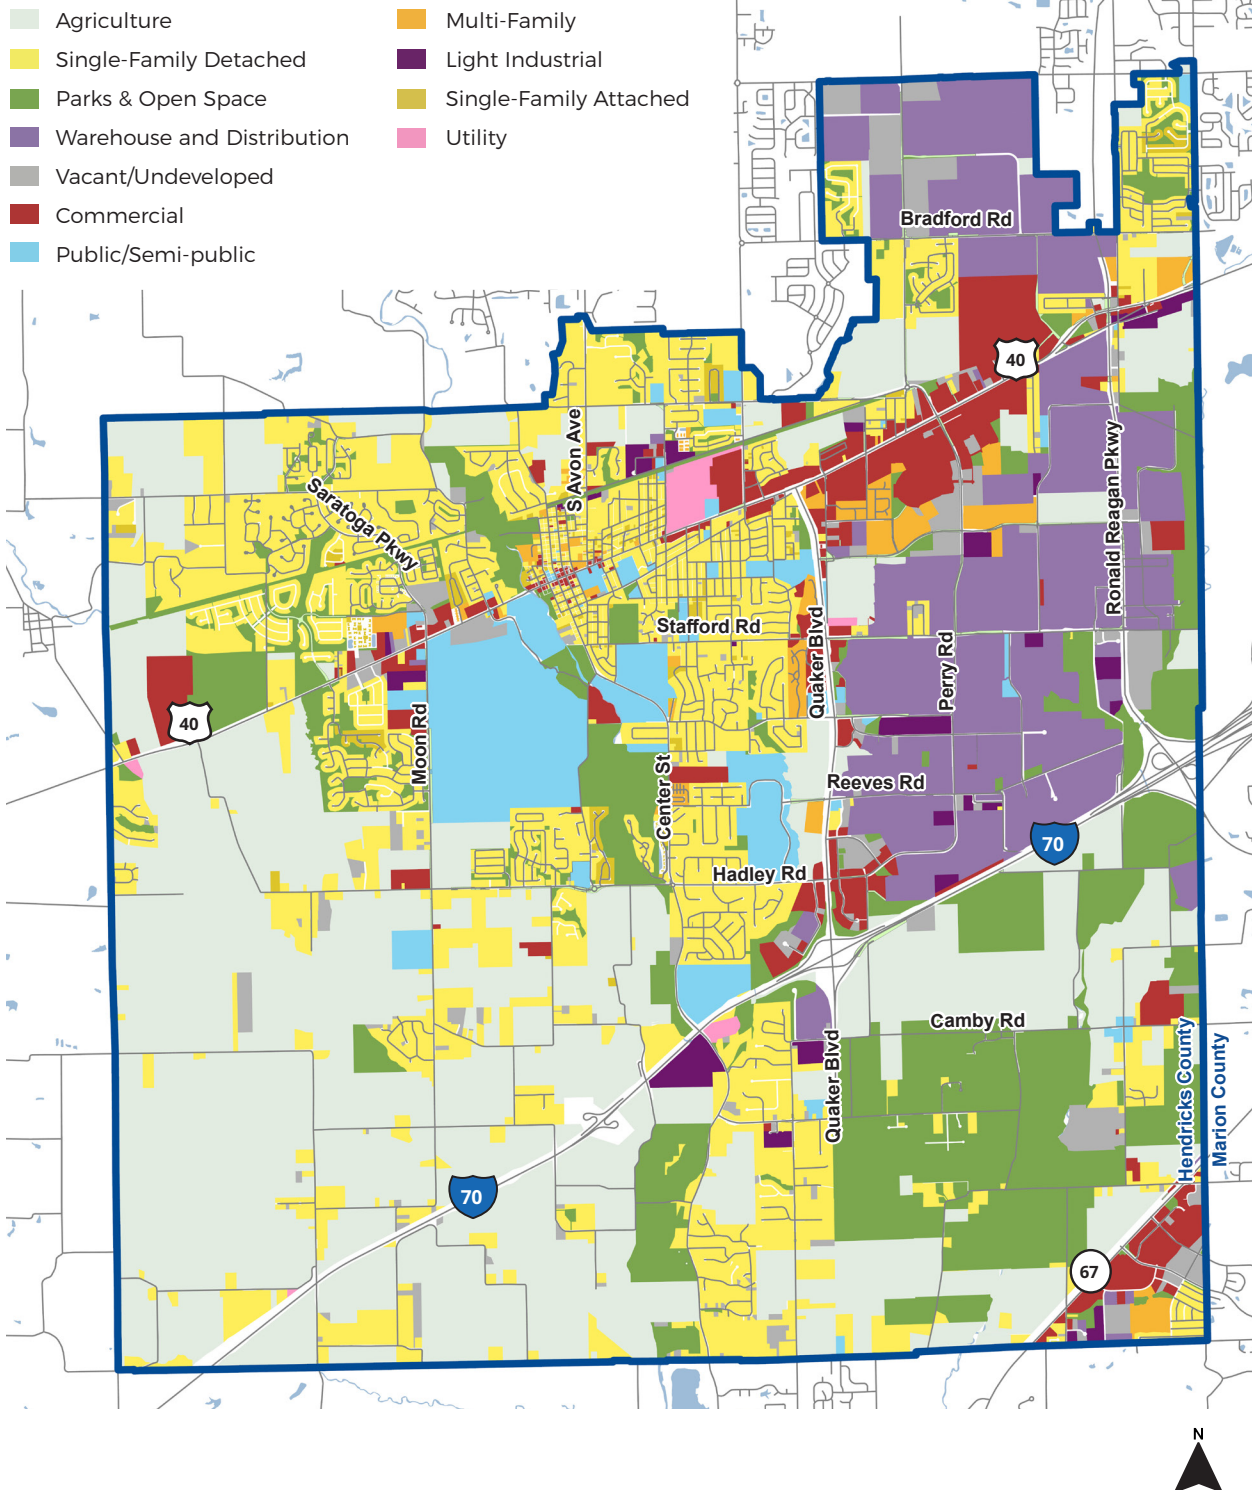 Agriculture
Single-Family Detached
Parks & Open Space
Warehouse and Distribution
Vacant/Undeveloped
Commercial
Public/Semi-public
Multi-Family
Light Industrial
Single-Family Attached
Utility
Bradford Rd
40
S Avon Ave
Saratoga Pkwy
Ronald Reagan Pkwy
Stafford Rd
Quaker Blvd
Perry Rd
40
Moon Rd
Center St
Reeves Rd
70
Hadley Rd
Camby Rd
Quaker Blvd
Hendricks County
Marion County
70
67
N